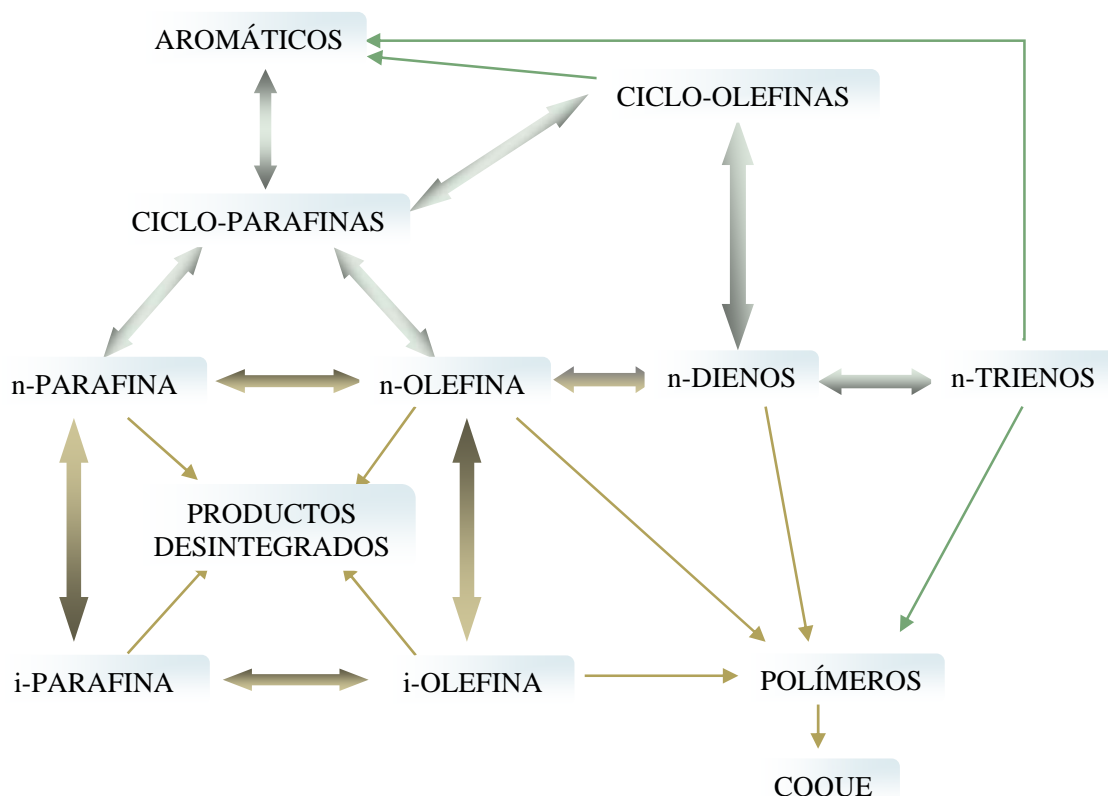 AROMÁTICOS
CICLO-OLEFINAS
CICLO-PARAFINAS
n-PARAFINA
n-OLEFINA
n-DIENOS
n-TRIENOS
PRODUCTOS
DESINTEGRADOS
i-PARAFINA
i-OLEFINA
POLÍMEROS
COQUE